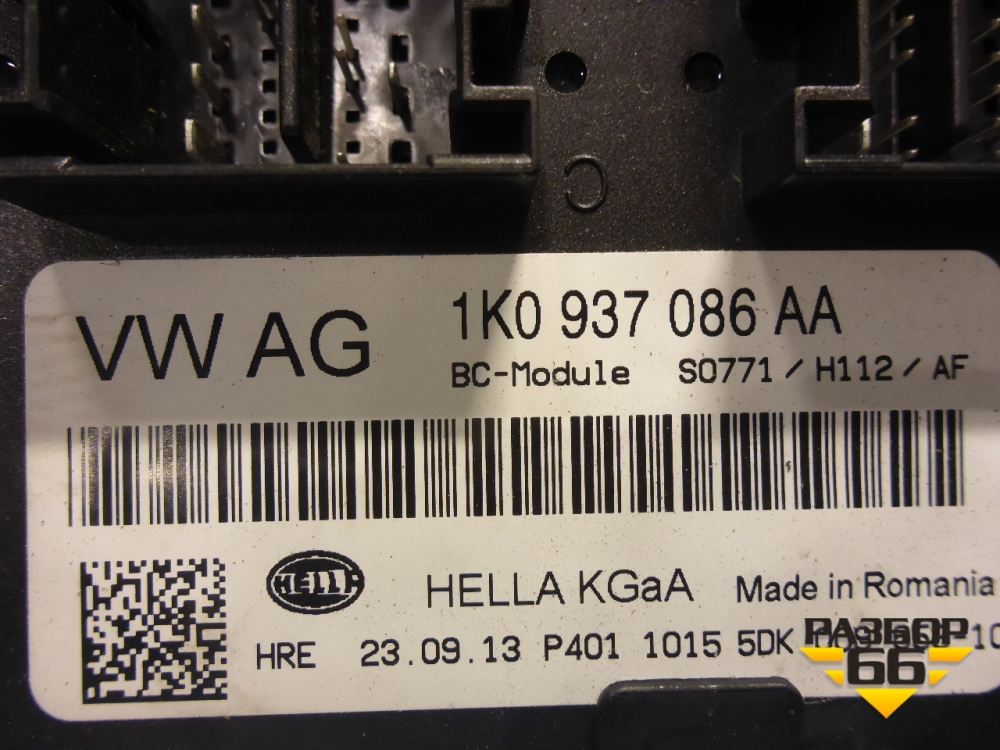 C
VW AG
1K0 937 086 AA
BC-Module S0771 / H112 / AF
HELLA
HELLA KGaA Made in Romania
HRE 23.09.13 P401 1015 5DK
РАЗБОР
66